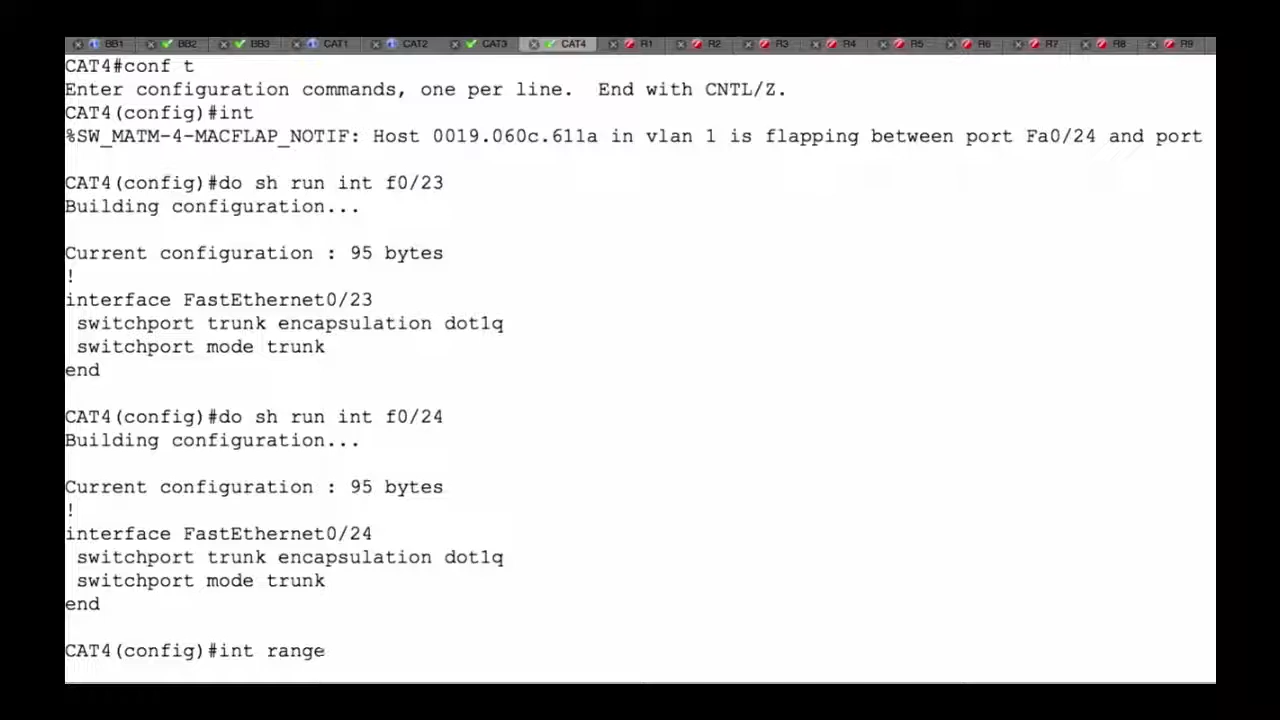 BB1 BB2 BB3 CAT1 CAT2 CAT3 CAT4 R1 R2 R3 R4 R5 R6 R7 R8 R9
CAT4#conf t
Enter configuration commands, one per line.  End with CNTL/Z.
CAT4(config)#int
%SW_MATM-4-MACFLAP_NOTIF: Host 0019.060c.611a in vlan 1 is flapping between port Fa0/24 and port
CAT4(config)#do sh run int f0/23
Building configuration...
Current configuration : 95 bytes
!
interface FastEthernet0/23
 switchport trunk encapsulation dot1q
 switchport mode trunk
end
CAT4(config)#do sh run int f0/24
Building configuration...
Current configuration : 95 bytes
!
interface FastEthernet0/24
 switchport trunk encapsulation dot1q
 switchport mode trunk
end
CAT4(config)#int range